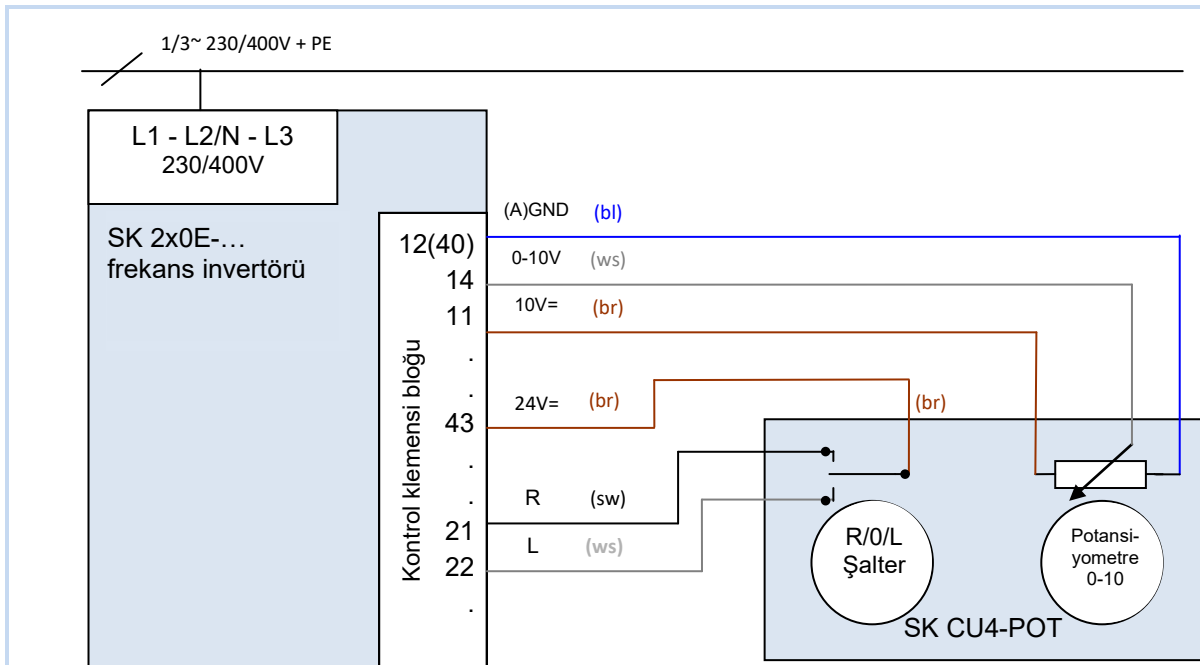 1/3~ 230/400V + PE
L1 - L2/N - L3
230/400V
SK 2x0E-…
frekans invertörü
Kontrol klemensi bloğu
12(40)
14
11
.
.
43
.
.
21
22
.
(A)GND (bl)
0-10V (ws)
10V= (br)
24V= (br)
(br)
R (sw)
L (ws)
R/0/L
Şalter
Potansi-
yometre
0-10
SK CU4-POT